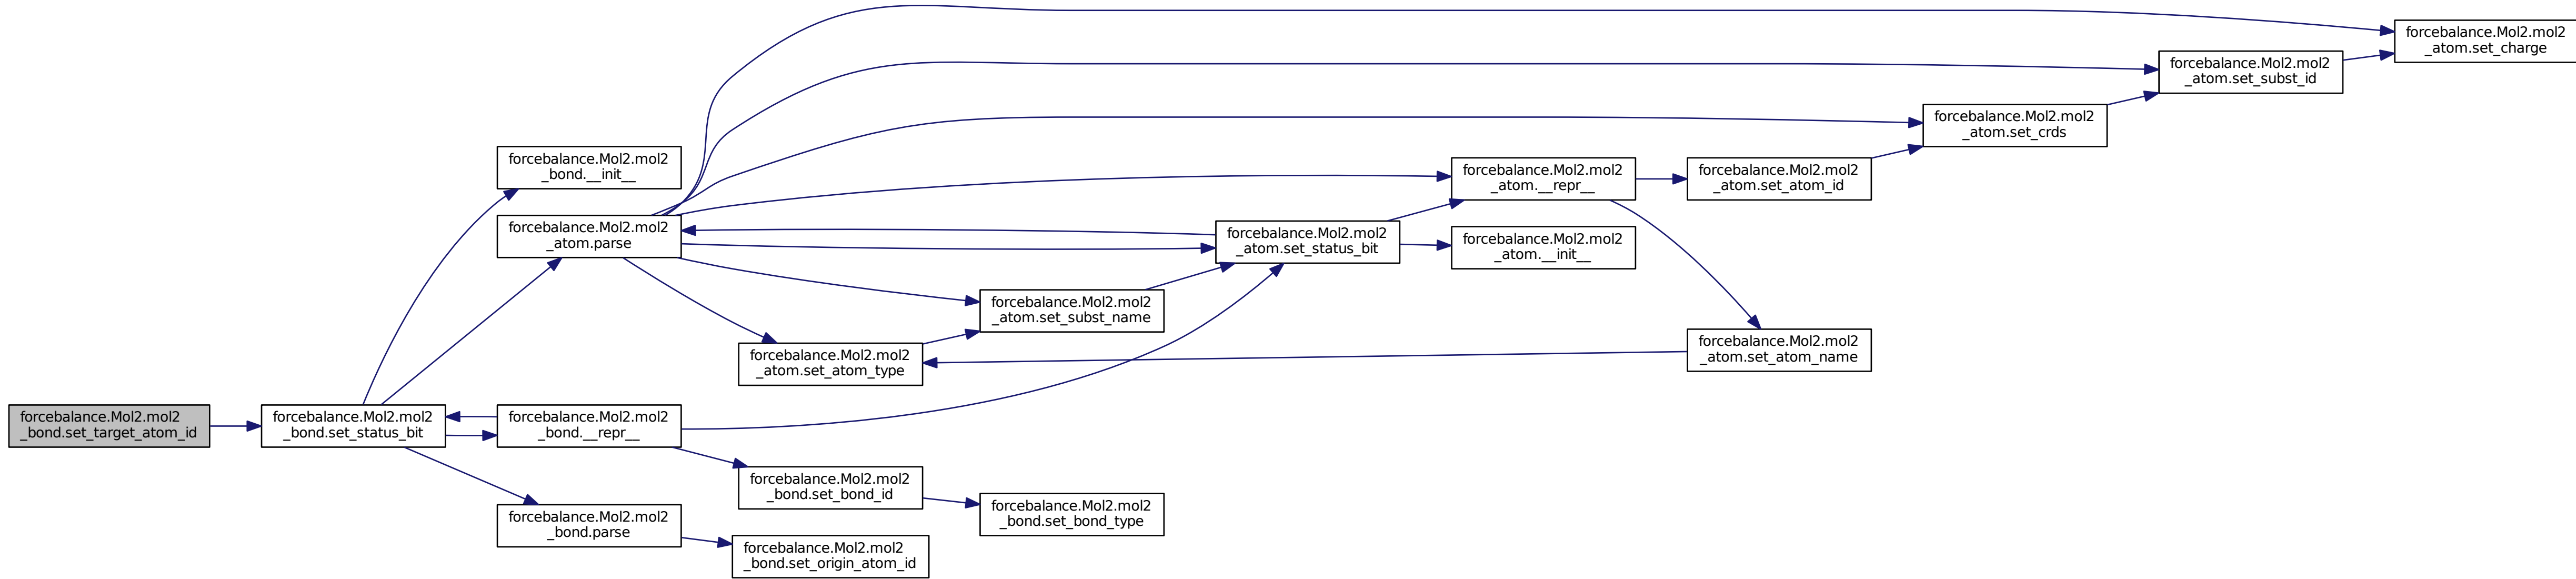 forcebalance.Mol2.mol2
_bond.set_target_atom_id
forcebalance.Mol2.mol2
_bond.set_status_bit
forcebalance.Mol2.mol2
_bond.__init__
forcebalance.Mol2.mol2
_atom.parse
forcebalance.Mol2.mol2
_bond.__repr__
forcebalance.Mol2.mol2
_bond.parse
forcebalance.Mol2.mol2
_atom.set_atom_type
forcebalance.Mol2.mol2
_bond.set_bond_id
forcebalance.Mol2.mol2
_bond.set_origin_atom_id
forcebalance.Mol2.mol2
_atom.set_subst_name
forcebalance.Mol2.mol2
_bond.set_bond_type
forcebalance.Mol2.mol2
_atom.set_status_bit
forcebalance.Mol2.mol2
_atom.__repr__
forcebalance.Mol2.mol2
_atom.__init__
forcebalance.Mol2.mol2
_atom.set_atom_id
forcebalance.Mol2.mol2
_atom.set_atom_name
forcebalance.Mol2.mol2
_atom.set_crds
forcebalance.Mol2.mol2
_atom.set_subst_id
forcebalance.Mol2.mol2
_atom.set_charge